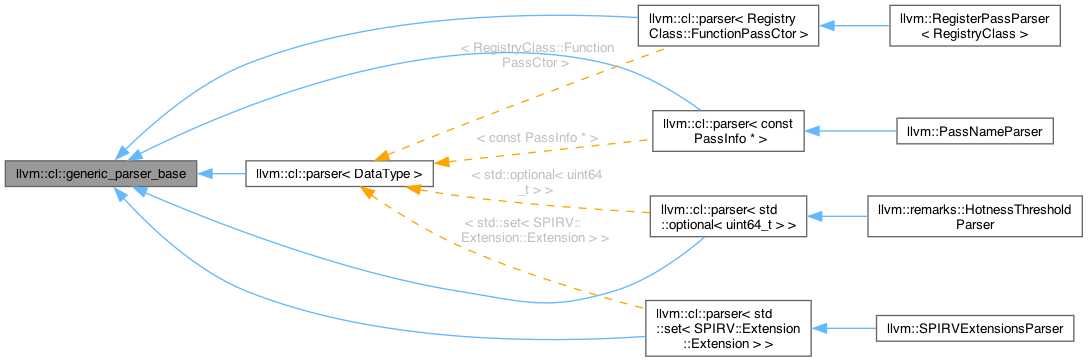 llvm::cl::parser< Registry
Class::FunctionPassCtor >
llvm::RegisterPassParser
< RegistryClass >
< RegistryClass::Function
PassCtor >
llvm::cl::parser< const
PassInfo * >
llvm::PassNameParser
< const PassInfo * >
llvm::cl::generic_parser_base
llvm::cl::parser< DataType >
< std::optional< uint64
_t > >
llvm::cl::parser< std
::optional< uint64_t > >
llvm::remarks::HotnessThreshold
Parser
< std::set< SPIRV::
Extension::Extension > >
llvm::cl::parser< std
::set< SPIRV::Extension
::Extension > >
llvm::SPIRVExtensionsParser